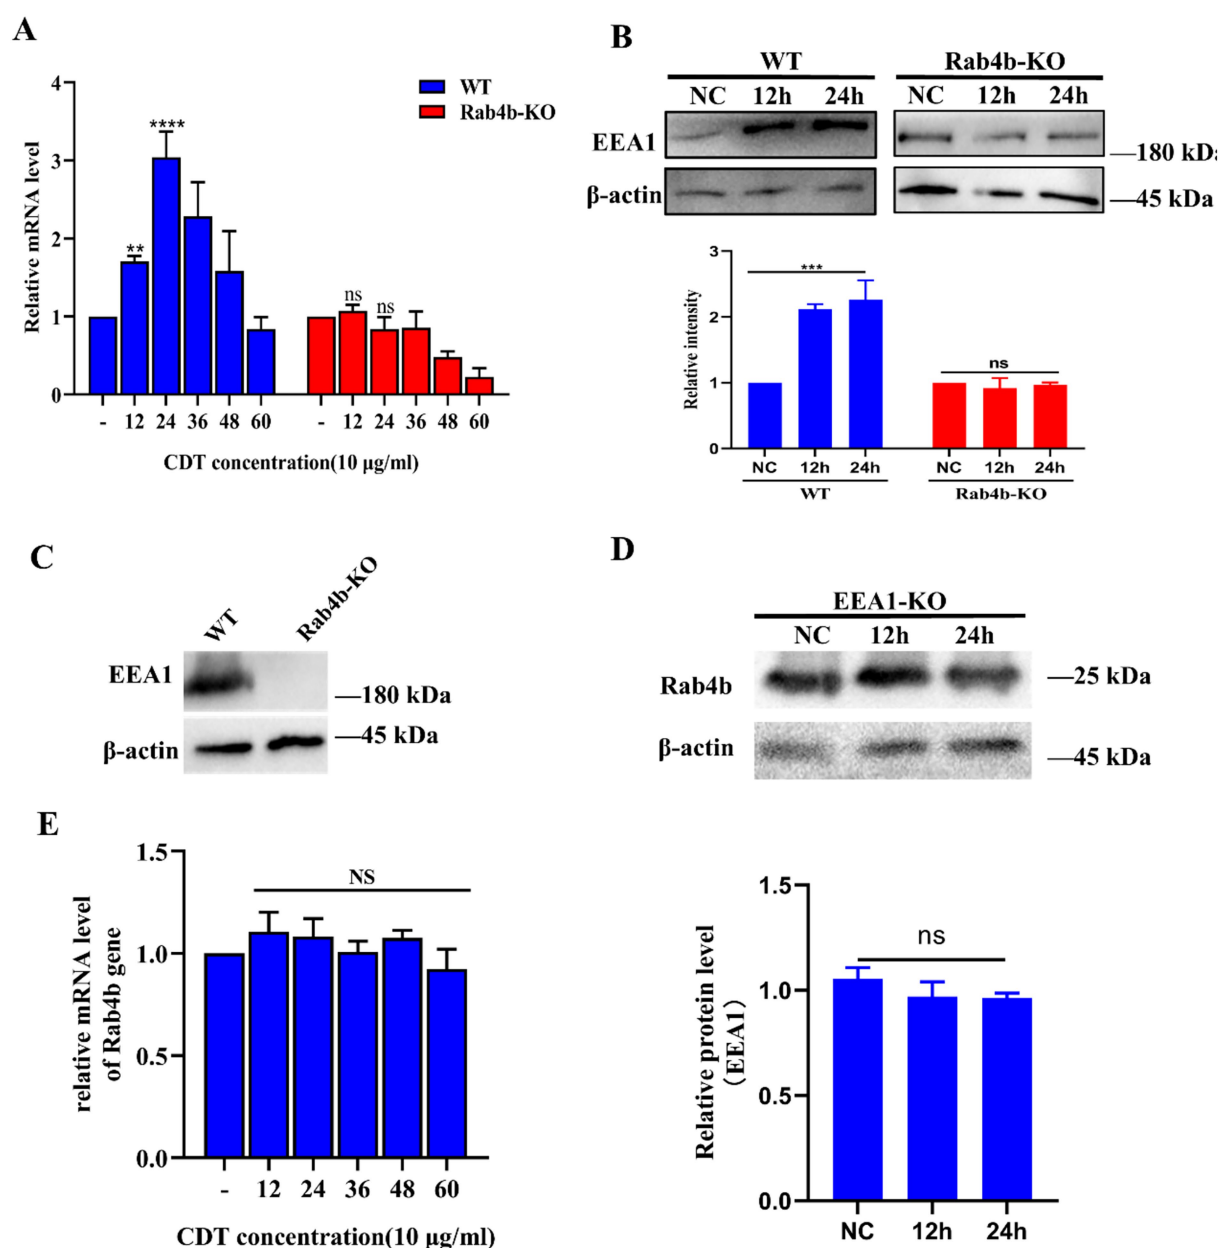 A
Relative mRNA level
4
3
2
1
0
****
**
ns
ns
WT
Rab4b-KO
- 12 24 36 48 60 - 12 24 36 48 60
CDT concentration(10 μg/ml)
B
WT Rab4b-KO
NC 12h 24h NC 12h 24h
EEA1
—180 kDa
β-actin
—45 kDa
Relative intensity
3
2
1
0
***
ns
NC 12h 24h NC 12h 24h
WT Rab4b-KO
C
WT Rab4b-KO
EEA1
—180 kDa
β-actin
—45 kDa
D
EEA1-KO
NC 12h 24h
Rab4b
—25 kDa
β-actin
—45 kDa
E
relative mRNA level
of Rab4b gene
1.5
1.0
0.5
0.0
NS
- 12 24 36 48 60
CDT concentration(10 μg/ml)
Relative protein level
(EEA1)
1.5
1.0
0.5
0.0
ns
NC 12h 24h